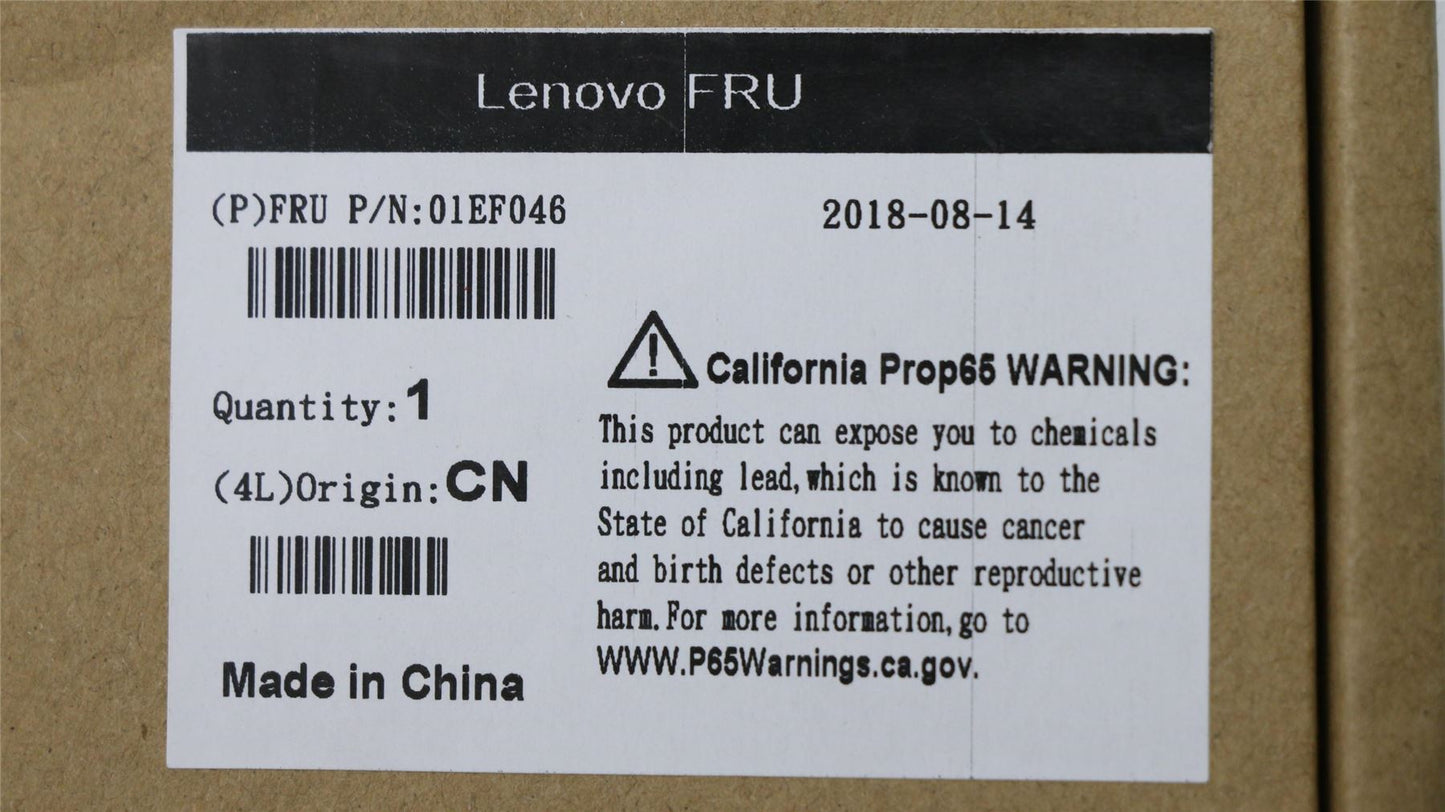 Lenovo FRU
(P)FRU P/N:01EF046
2018-08-14
Quantity:1
(4L)Origin:CN
Made in China
California Prop65 WARNING:
This product can expose you to chemicals
including lead,which is known to the
State of California to cause cancer
and birth defects or other reproductive
harm.For more information,go to
WWW.P65Warnings.ca.gov.